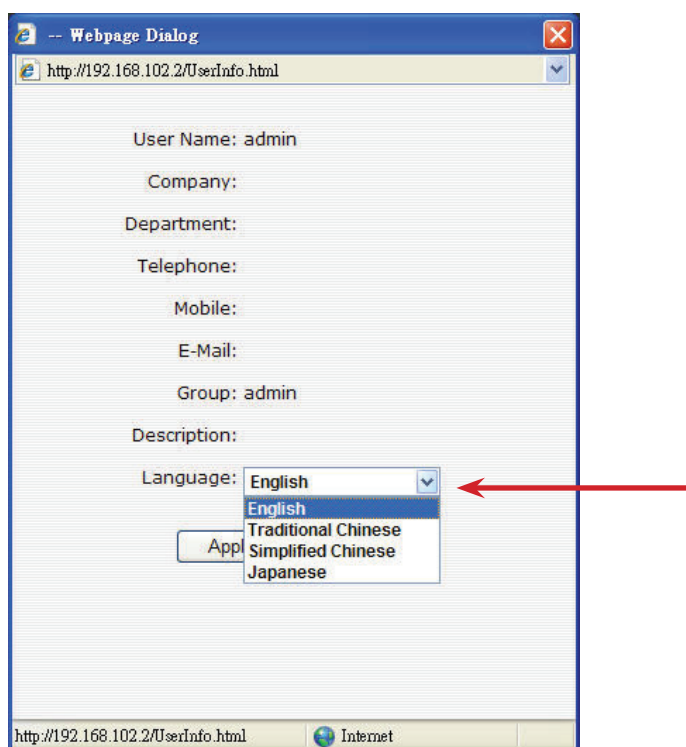 -- Webpage Dialog
http://192.168.102.2/UserInfo.html
User Name: admin
Company:
Department:
Telephone:
Mobile:
E-Mail:
Group: admin
Description:
Language: English
English
Traditional Chinese
Simplified Chinese
Japanese
Appl
http://192.168.102.2/UserInfo.html Internet